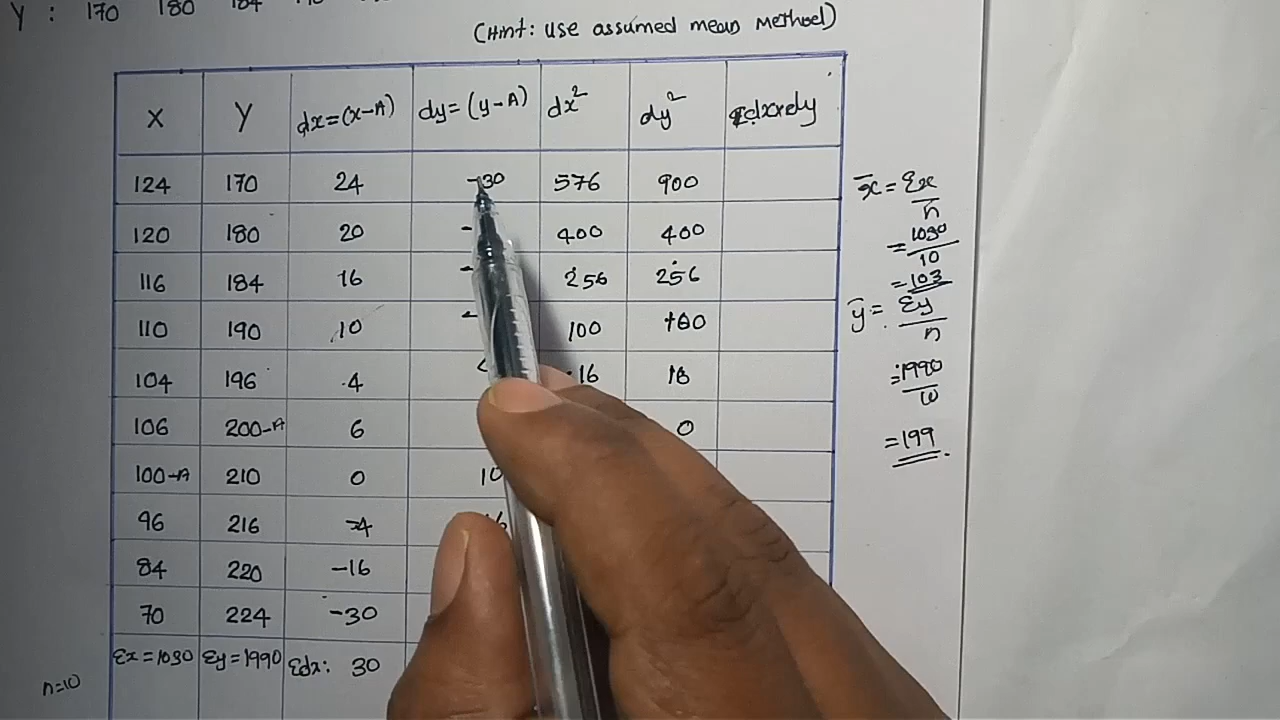 Y : 170 180 184
(Hint: use assumed mean method)
X Y dx=(x-A) dy=(y-A) dx² dy² dxxdy
124 170 24 -30 576 900
120 180 20 - 400 400
116 184 16 - 256 256
110 190 10 - 100 100
104 196 4 16 16
106 200-A 6 0
100-A 210 0 10
96 216 -4
84 220 -16
70 224 -30
Σx=1030 Σy=1990 Σdx: 30
n=10
x̄ = Σx
n
= 1030
10
= 103
ȳ = Σy
n
= 1990
10
= 199